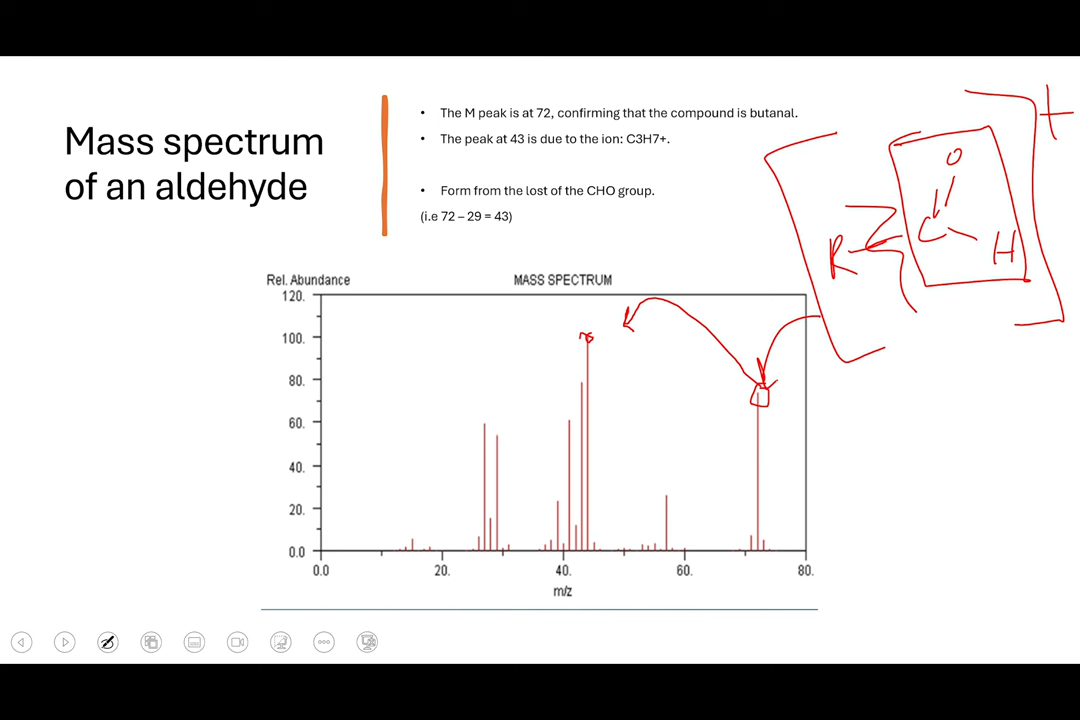 Mass spectrum
of an aldehyde
• The M peak is at 72, confirming that the compound is butanal.
• The peak at 43 is due to the ion: C3H7+.
• Form from the lost of the CHO group.
(i.e 72 – 29 = 43)
+
O
C
R
H
Rel. Abundance
MASS SPECTRUM
120.
100.
80.
60.
40.
20.
0.0
0.0 20. 40. 60. 80.
m/z